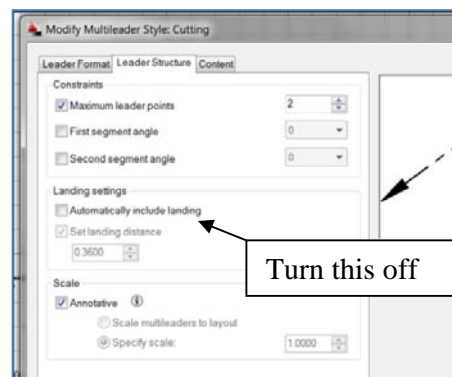 Modify Multileader Style: Cutting
Leader Format Leader Structure Content
Constraints
Maximum leader points 2
First segment angle 0
Second segment angle 0
Landing settings
Automatically include landing
Set landing distance
0.3600
Turn this off
Scale
Annotative
Scale multileaders to layout
Specify scale: 1.0000